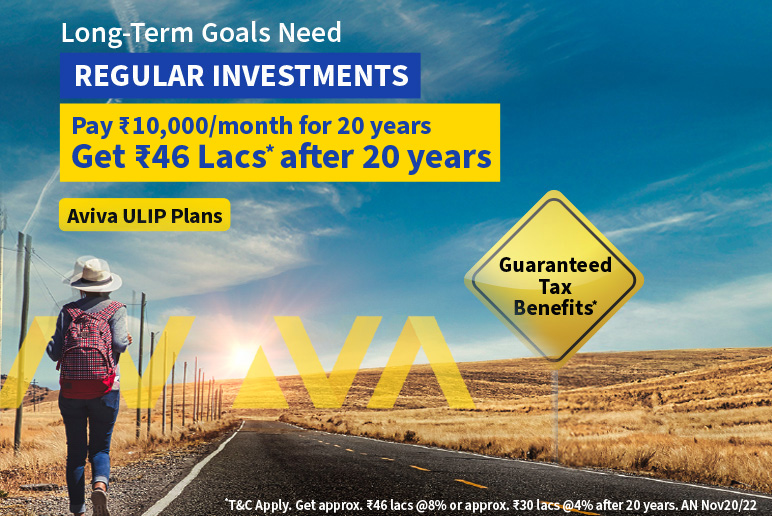 Long-Term Goals Need
REGULAR INVESTMENTS
Pay ₹10,000/month for 20 years
Get ₹46 Lacs* after 20 years
Aviva ULIP Plans
Guaranteed
Tax
Benefits*
AVIVA
*T&C Apply. Get approx. ₹46 lacs @8% or approx. ₹30 lacs @4% after 20 years. AN Nov20/22